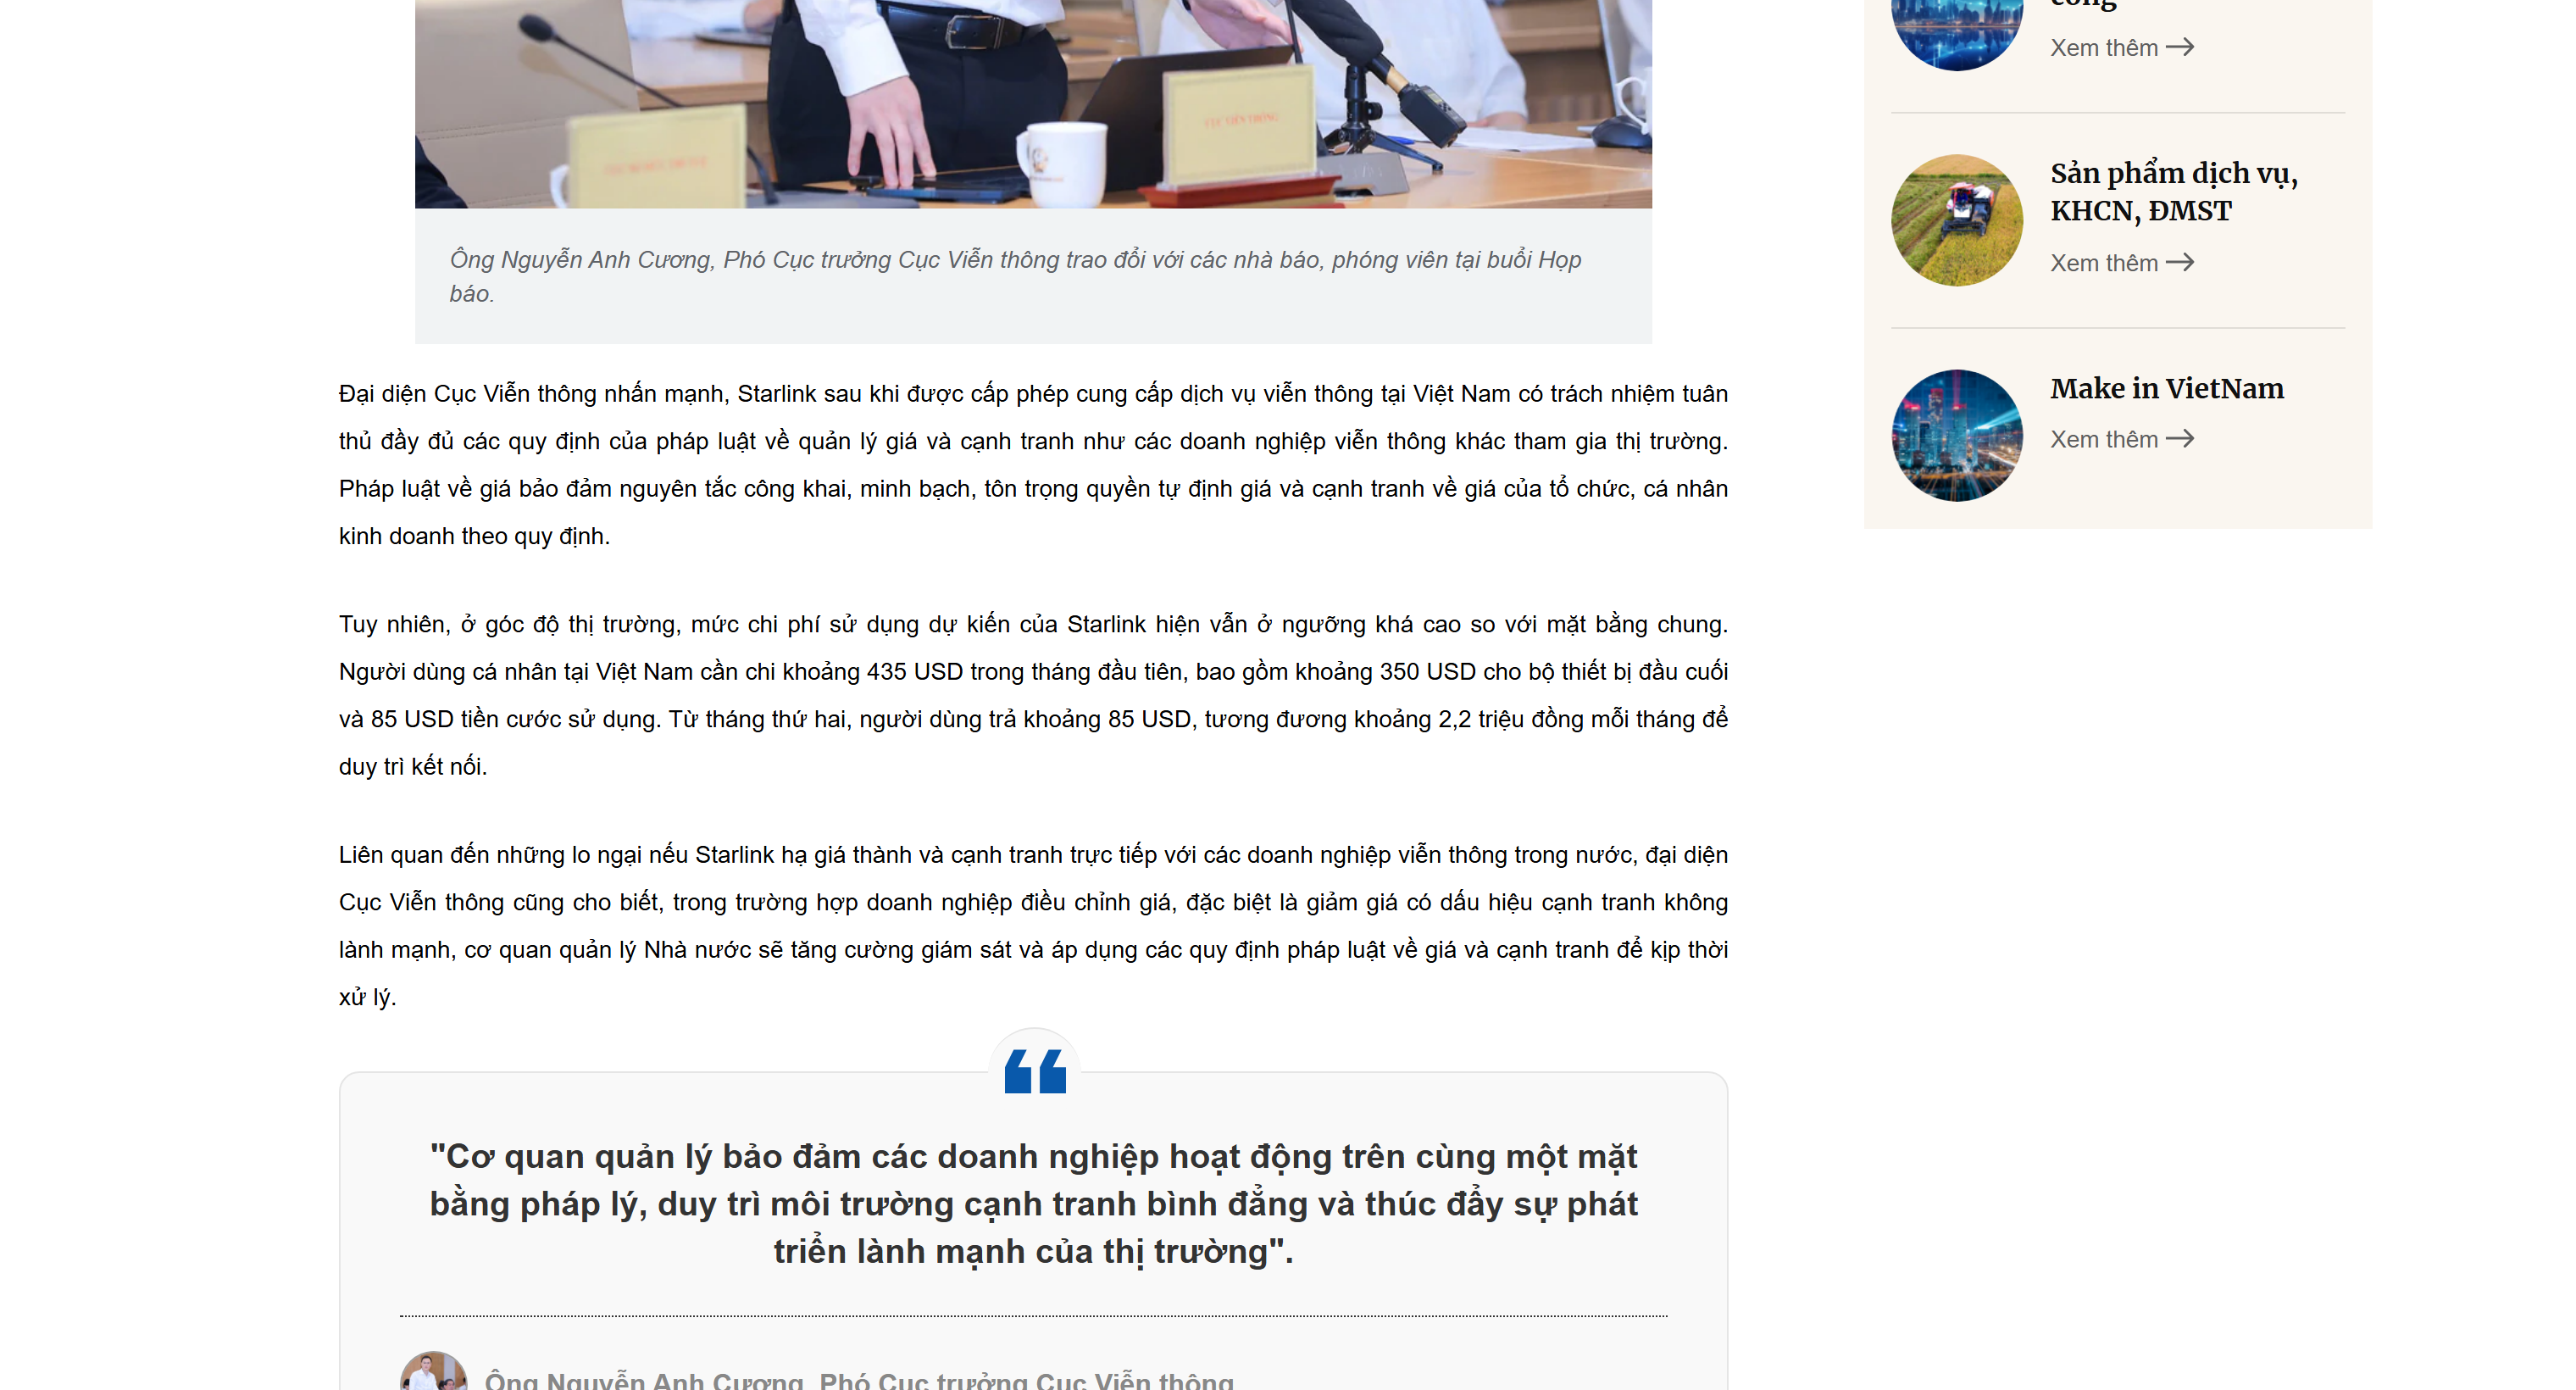 CỤC VIỄN THÔNG
Ông Nguyễn Anh Cương, Phó Cục trưởng Cục Viễn thông trao đổi với các nhà báo, phóng viên tại buổi Họp
báo.
Đại diện Cục Viễn thông nhấn mạnh, Starlink sau khi được cấp phép cung cấp dịch vụ viễn thông tại Việt Nam có trách nhiệm tuân
thủ đầy đủ các quy định của pháp luật về quản lý giá và cạnh tranh như các doanh nghiệp viễn thông khác tham gia thị trường.
Pháp luật về giá bảo đảm nguyên tắc công khai, minh bạch, tôn trọng quyền tự định giá và cạnh tranh về giá của tổ chức, cá nhân
kinh doanh theo quy định.
Tuy nhiên, ở góc độ thị trường, mức chi phí sử dụng dự kiến của Starlink hiện vẫn ở ngưỡng khá cao so với mặt bằng chung.
Người dùng cá nhân tại Việt Nam cần chi khoảng 435 USD trong tháng đầu tiên, bao gồm khoảng 350 USD cho bộ thiết bị đầu cuối
và 85 USD tiền cước sử dụng. Từ tháng thứ hai, người dùng trả khoảng 85 USD, tương đương khoảng 2,2 triệu đồng mỗi tháng để
duy trì kết nối.
Liên quan đến những lo ngại nếu Starlink hạ giá thành và cạnh tranh trực tiếp với các doanh nghiệp viễn thông trong nước, đại diện
Cục Viễn thông cũng cho biết, trong trường hợp doanh nghiệp điều chỉnh giá, đặc biệt là giảm giá có dấu hiệu cạnh tranh không
lành mạnh, cơ quan quản lý Nhà nước sẽ tăng cường giám sát và áp dụng các quy định pháp luật về giá và cạnh tranh để kịp thời
xử lý.
"Cơ quan quản lý bảo đảm các doanh nghiệp hoạt động trên cùng một mặt
bằng pháp lý, duy trì môi trường cạnh tranh bình đẳng và thúc đẩy sự phát
triển lành mạnh của thị trường".
Ông Nguyễn Anh Cương, Phó Cục trưởng Cục Viễn thông
công
Xem thêm
Sản phẩm dịch vụ,
KHCN, ĐMST
Xem thêm
Make in VietNam
Xem thêm